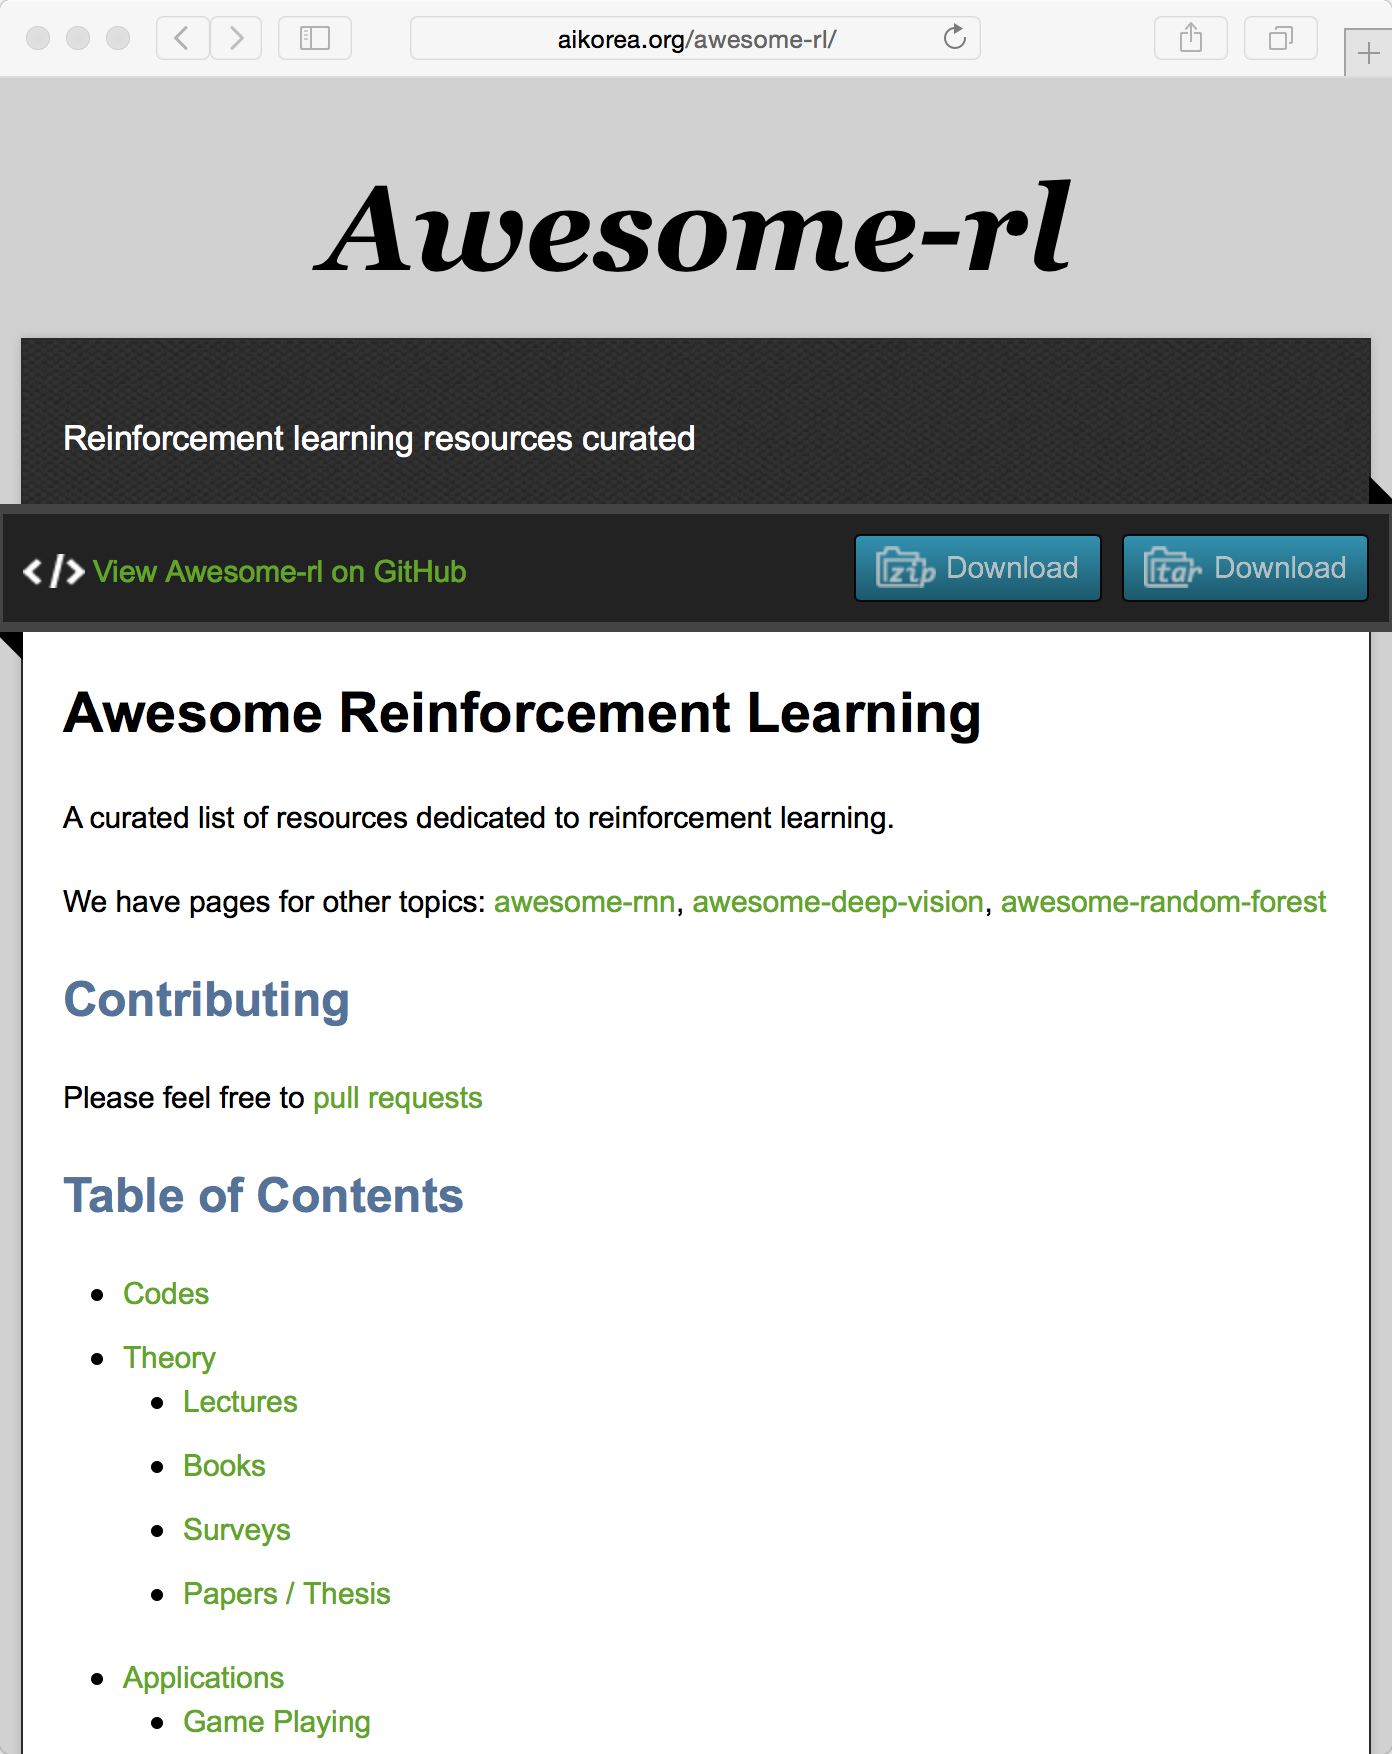 aikorea.org/awesome-rl/
Awesome-rl
Reinforcement learning resources curated
</> View Awesome-rl on GitHub
zip Download
tar Download
Awesome Reinforcement Learning
A curated list of resources dedicated to reinforcement learning.
We have pages for other topics: awesome-rnn, awesome-deep-vision, awesome-random-forest
Contributing
Please feel free to pull requests
Table of Contents
Codes
Theory
Lectures
Books
Surveys
Papers / Thesis
Applications
Game Playing